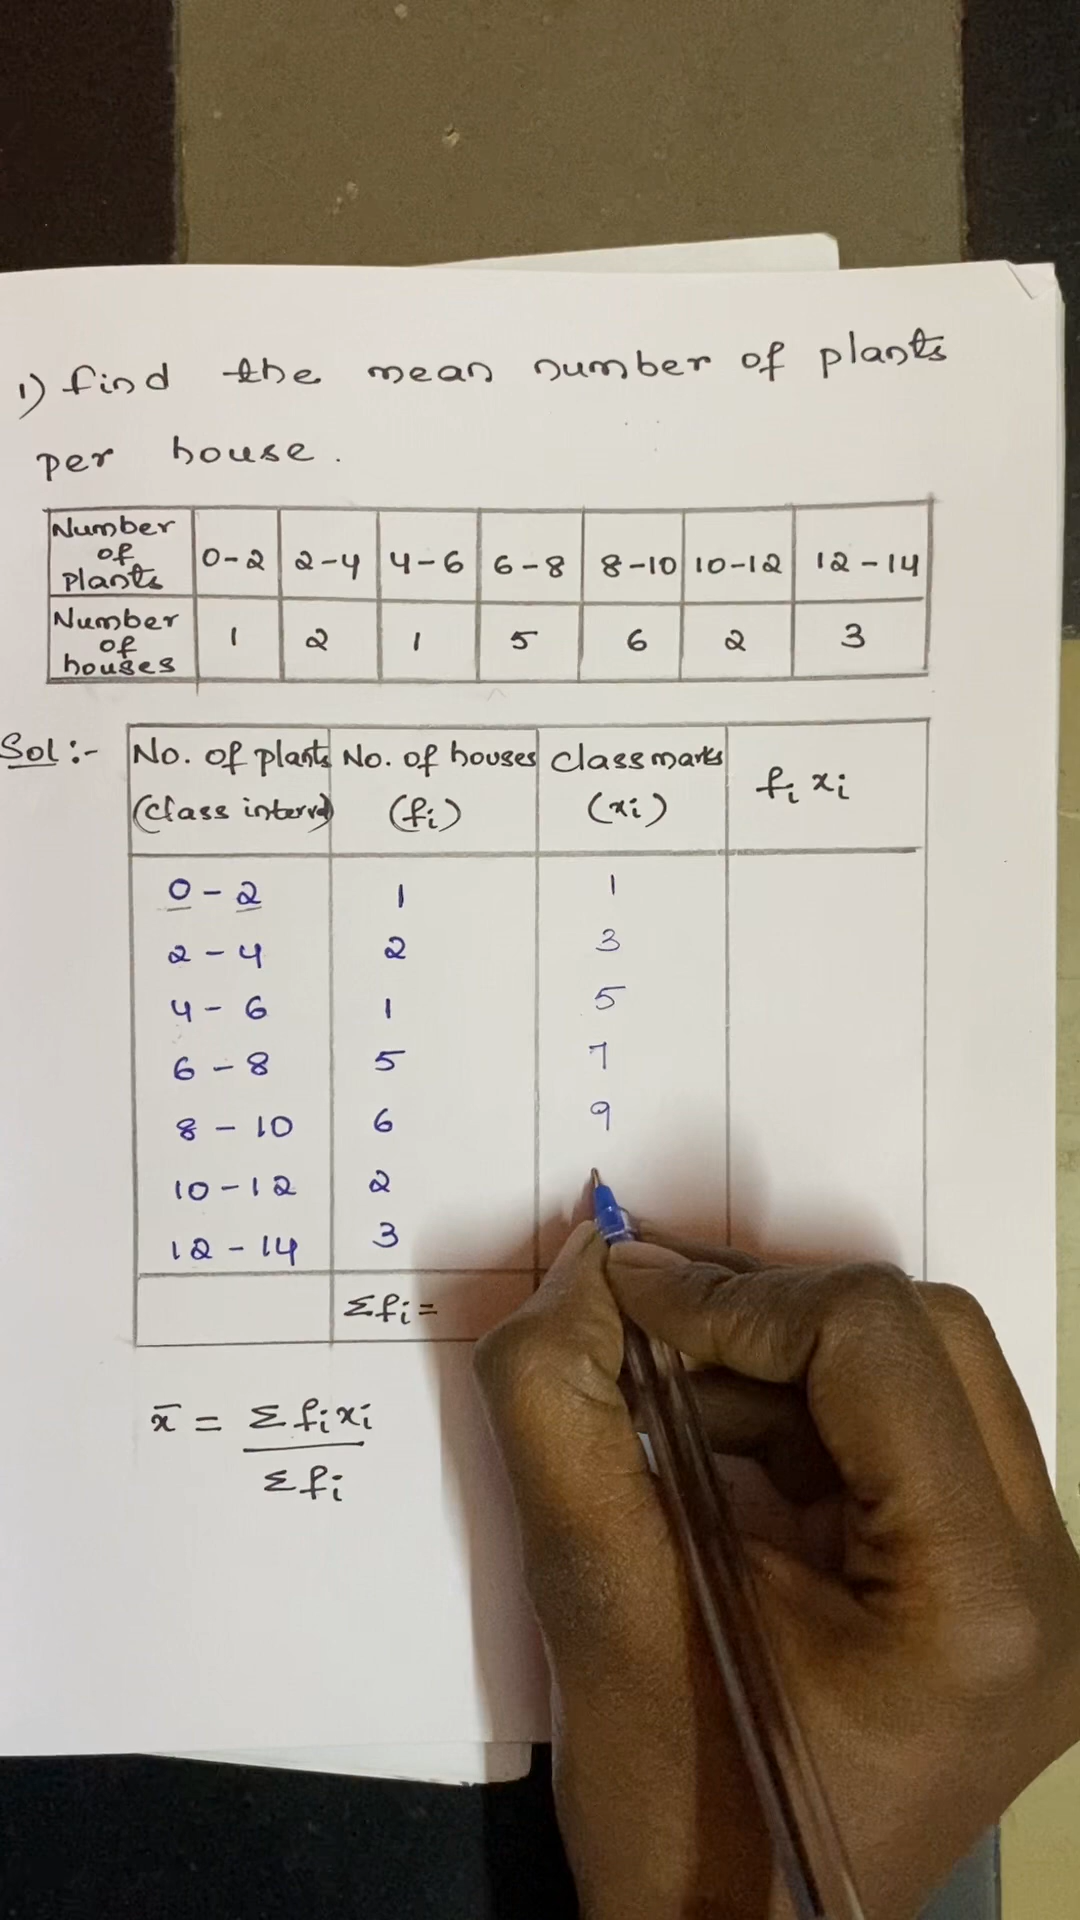 1) find the mean number of plants
per house.
Number of plants 0-2 2-4 4-6 6-8 8-10 10-12 12-14
Number of houses 1 2 1 5 6 2 3
Sol:- No. of plants (class interval) No. of houses (fi) class marks (xi) fi xi
0-2 1 1
2-4 2 3
4-6 1 5
6-8 5 7
8-10 6 9
10-12 2
12-14 3
Σfi=
x̄ = Σfixi
Σfi